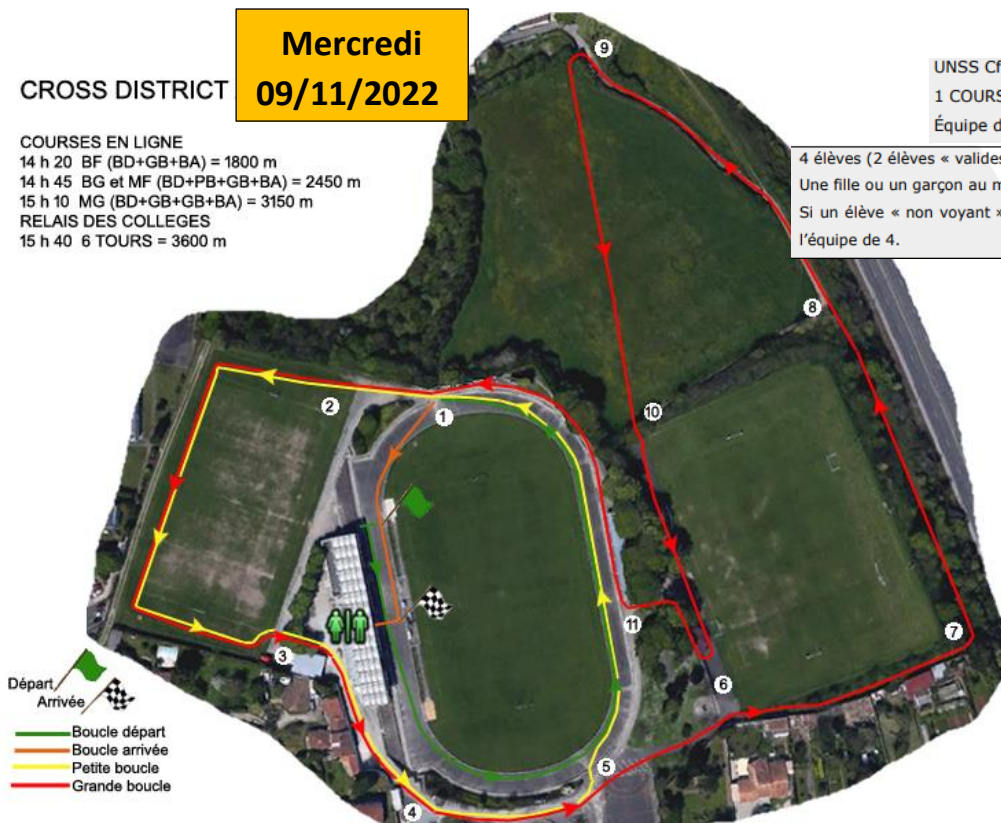 CROSS DISTRICT
Mercredi
09/11/2022
COURSES EN LIGNE
14 h 20 BF (BD+GB+BA) = 1800 m
14 h 45 BG et MF (BD+PB+GB+BA) = 2450 m
15 h 10 MG (BD+GB+GB+BA) = 3150 m
RELAIS DES COLLEGES
15 h 40 6 TOURS = 3600 m
UNSS
1 COURS
Équipe
4 élèves (2 élèves « valides
Une fille ou un garçon au
Si un élève « non voyant »
l'équipe de 4.
9
8
10
1
2
11
3
7
6
5
4
Départ
Arrivée
Boucle départ
Boucle arrivée
Petite boucle
Grande boucle